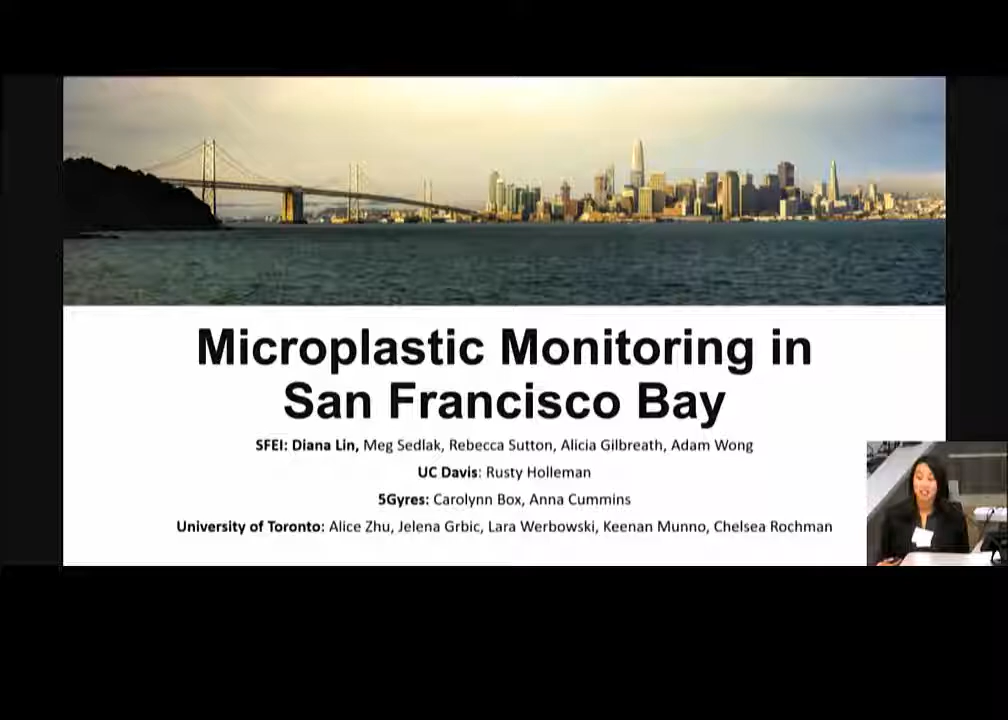 Microplastic Monitoring in
San Francisco Bay
SFEI: Diana Lin, Meg Sedlak, Rebecca Sutton, Alicia Gilbreath, Adam Wong
UC Davis: Rusty Holleman
5Gyres: Carolynn Box, Anna Cummins
University of Toronto: Alice Zhu, Jelena Grbic, Lara Werbowski, Keenan Munno, Chelsea Rochman